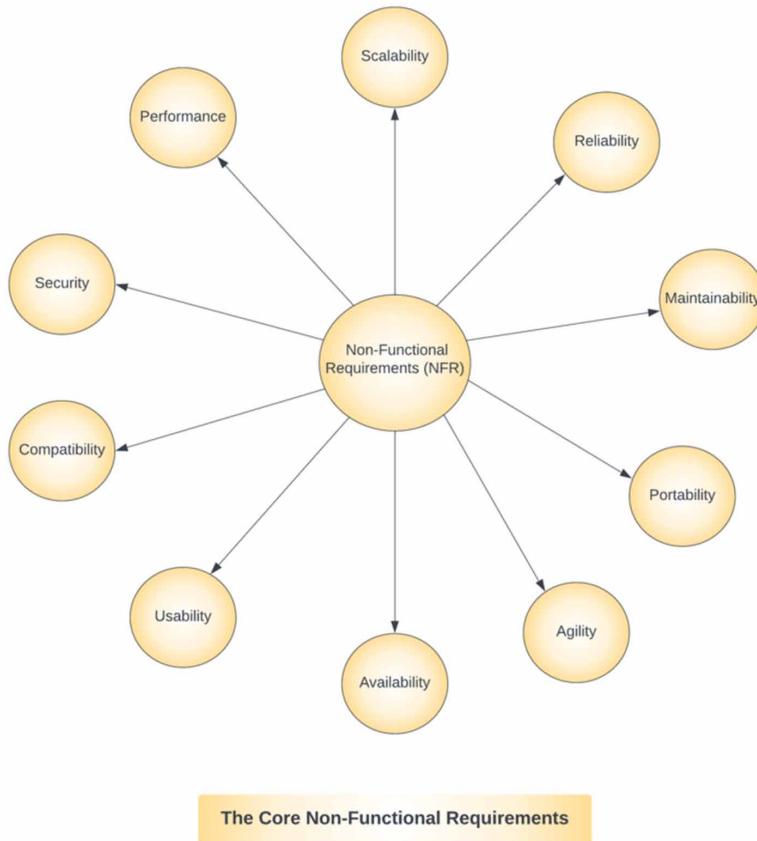 Scalability
Performance
Reliability
Security
Maintainability
Non-Functional
Requirements (NFR)
Compatibility
Portability
Usability
Agility
Availability
The Core Non-Functional Requirements